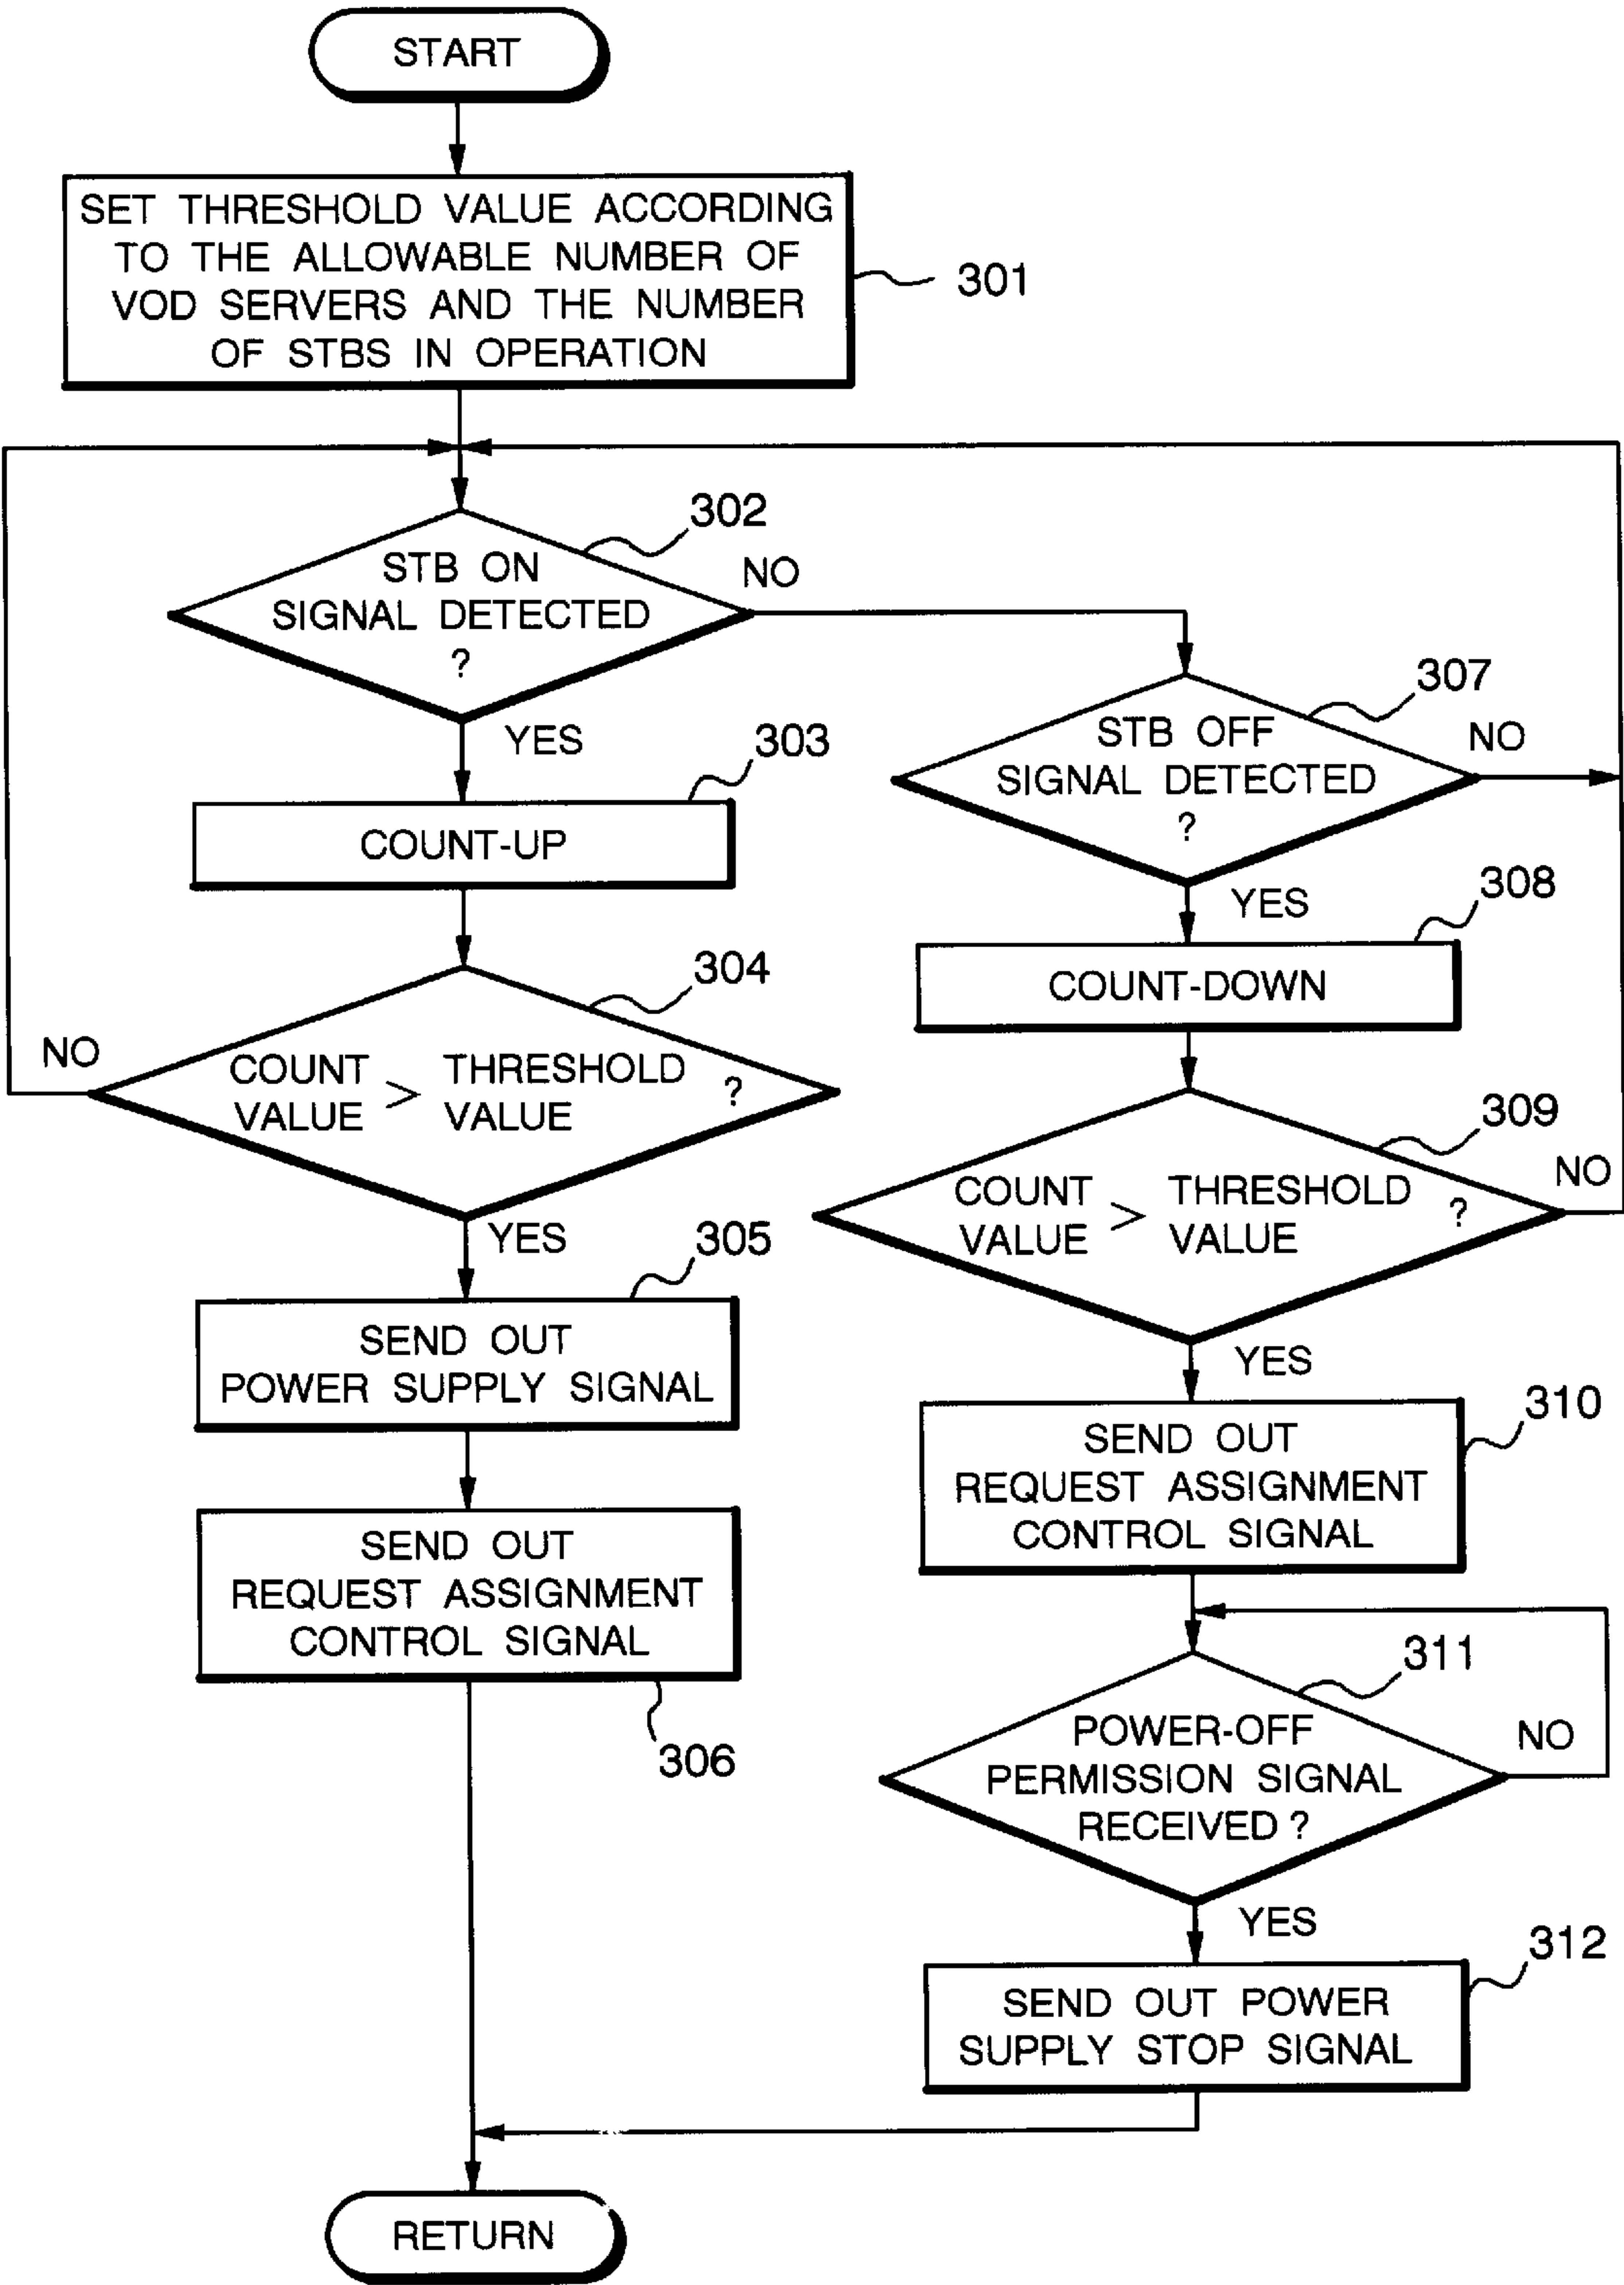 START
SET THRESHOLD VALUE ACCORDING
TO THE ALLOWABLE NUMBER OF
VOD SERVERS AND THE NUMBER
OF STBS IN OPERATION
301
302
STB ON
SIGNAL DETECTED
?
NO
YES
303
COUNT-UP
304
COUNT VALUE > THRESHOLD VALUE ?
NO
YES
305
SEND OUT
POWER SUPPLY SIGNAL
SEND OUT
REQUEST ASSIGNMENT
CONTROL SIGNAL
306
307
STB OFF
SIGNAL DETECTED
?
NO
YES
308
COUNT-DOWN
309
COUNT VALUE > THRESHOLD VALUE ?
NO
YES
310
SEND OUT
REQUEST ASSIGNMENT
CONTROL SIGNAL
311
POWER-OFF
PERMISSION SIGNAL
RECEIVED ?
NO
YES
312
SEND OUT POWER
SUPPLY STOP SIGNAL
RETURN